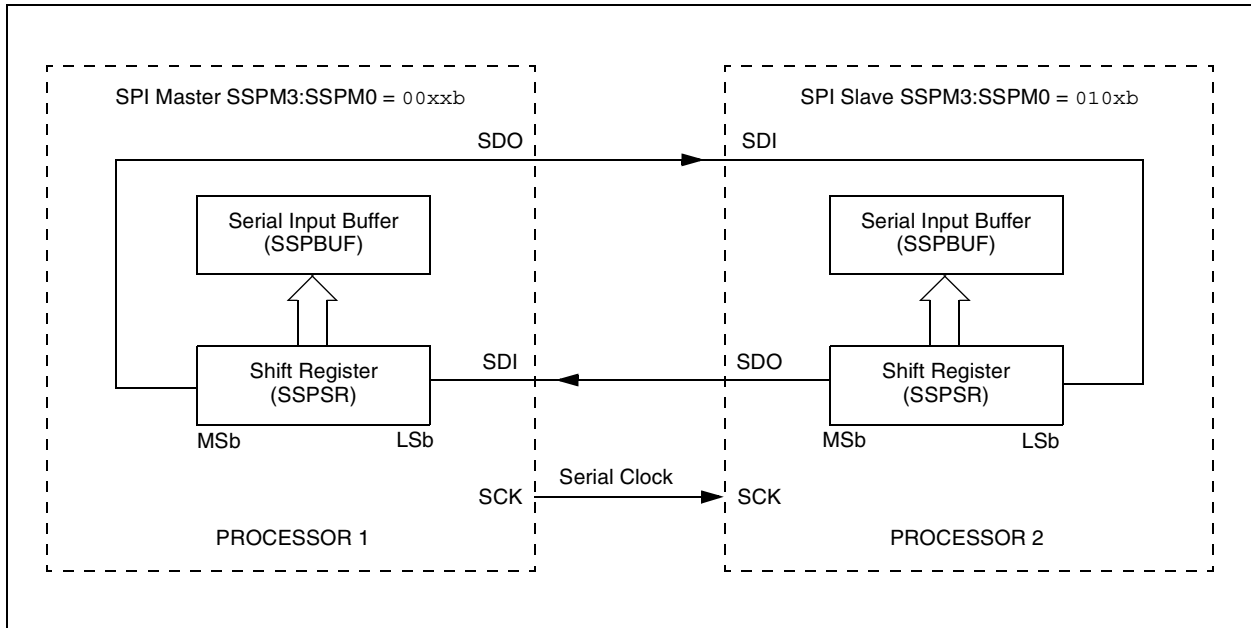 SPI Master SSPM3:SSPM0 = 00xxb
SDO
Serial Input Buffer
(SSPBUF)
Shift Register
(SSPSR)
MSb
LSb
SDI
SCK
PROCESSOR 1
Serial Clock
SPI Slave SSPM3:SSPM0 = 010xb
SDI
Serial Input Buffer
(SSPBUF)
SDO
Shift Register
(SSPSR)
MSb
LSb
SCK
PROCESSOR 2